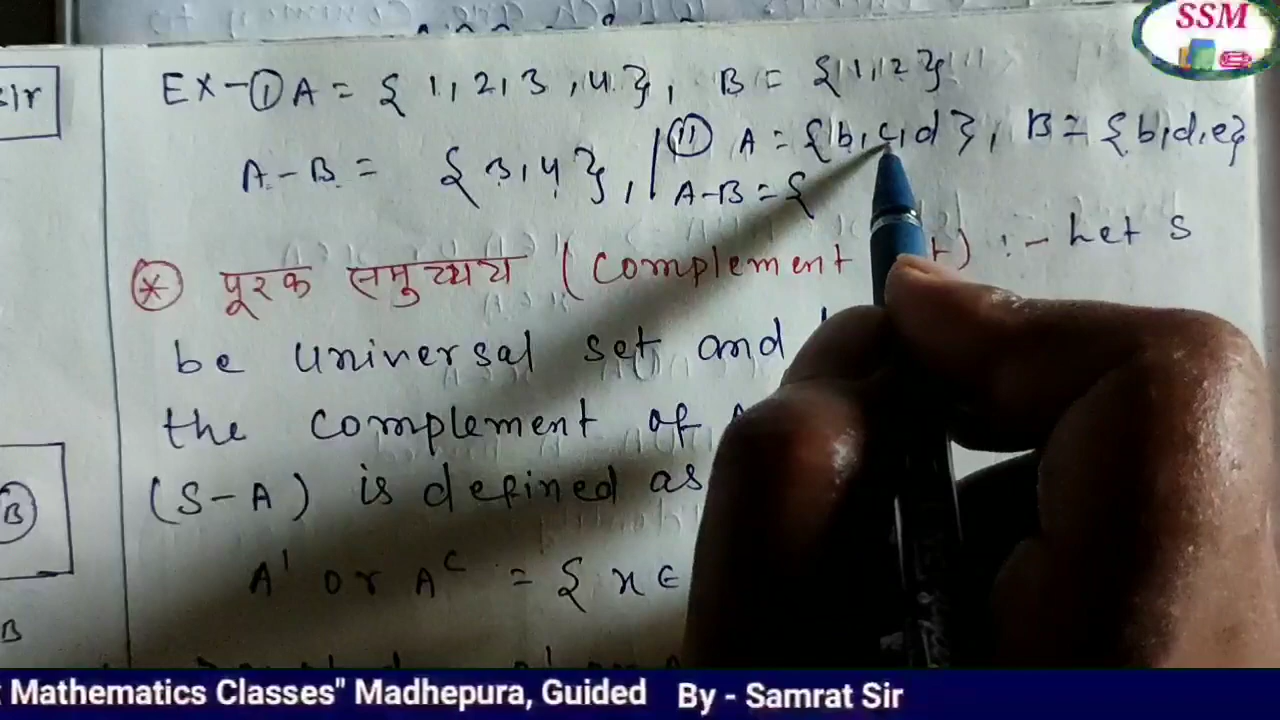 SSM
EX-① A = { 1, 2, 3, 4 }, B = { 1, 2 }
A-B = { 3, 4 },
Ⅱ A = { b, c, d }, B = { b, d, e }
A-B = {
* पूरक समुच्चय (Complement t) :- Let S
be universal set and
the complement of
(S-A) is defined as
A' or Aᶜ = { x ∈
B
B
Mathematics Classes" Madhepura, Guided By - Samrat Sir